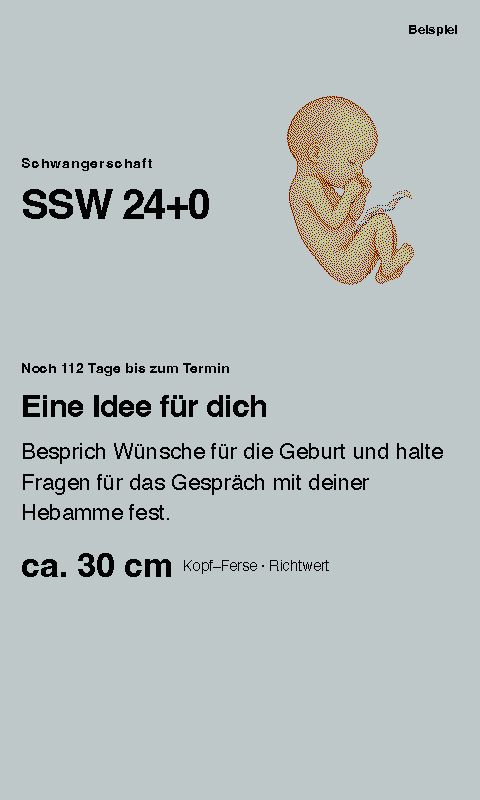 Beispiel
Schwangerschaft
SSW 24+0
Noch 112 Tage bis zum Termin
Eine Idee für dich
Besprich Wünsche für die Geburt und halte
Fragen für das Gespräch mit deiner
Hebamme fest.
ca. 30 cm Kopf–Ferse · Richtwert